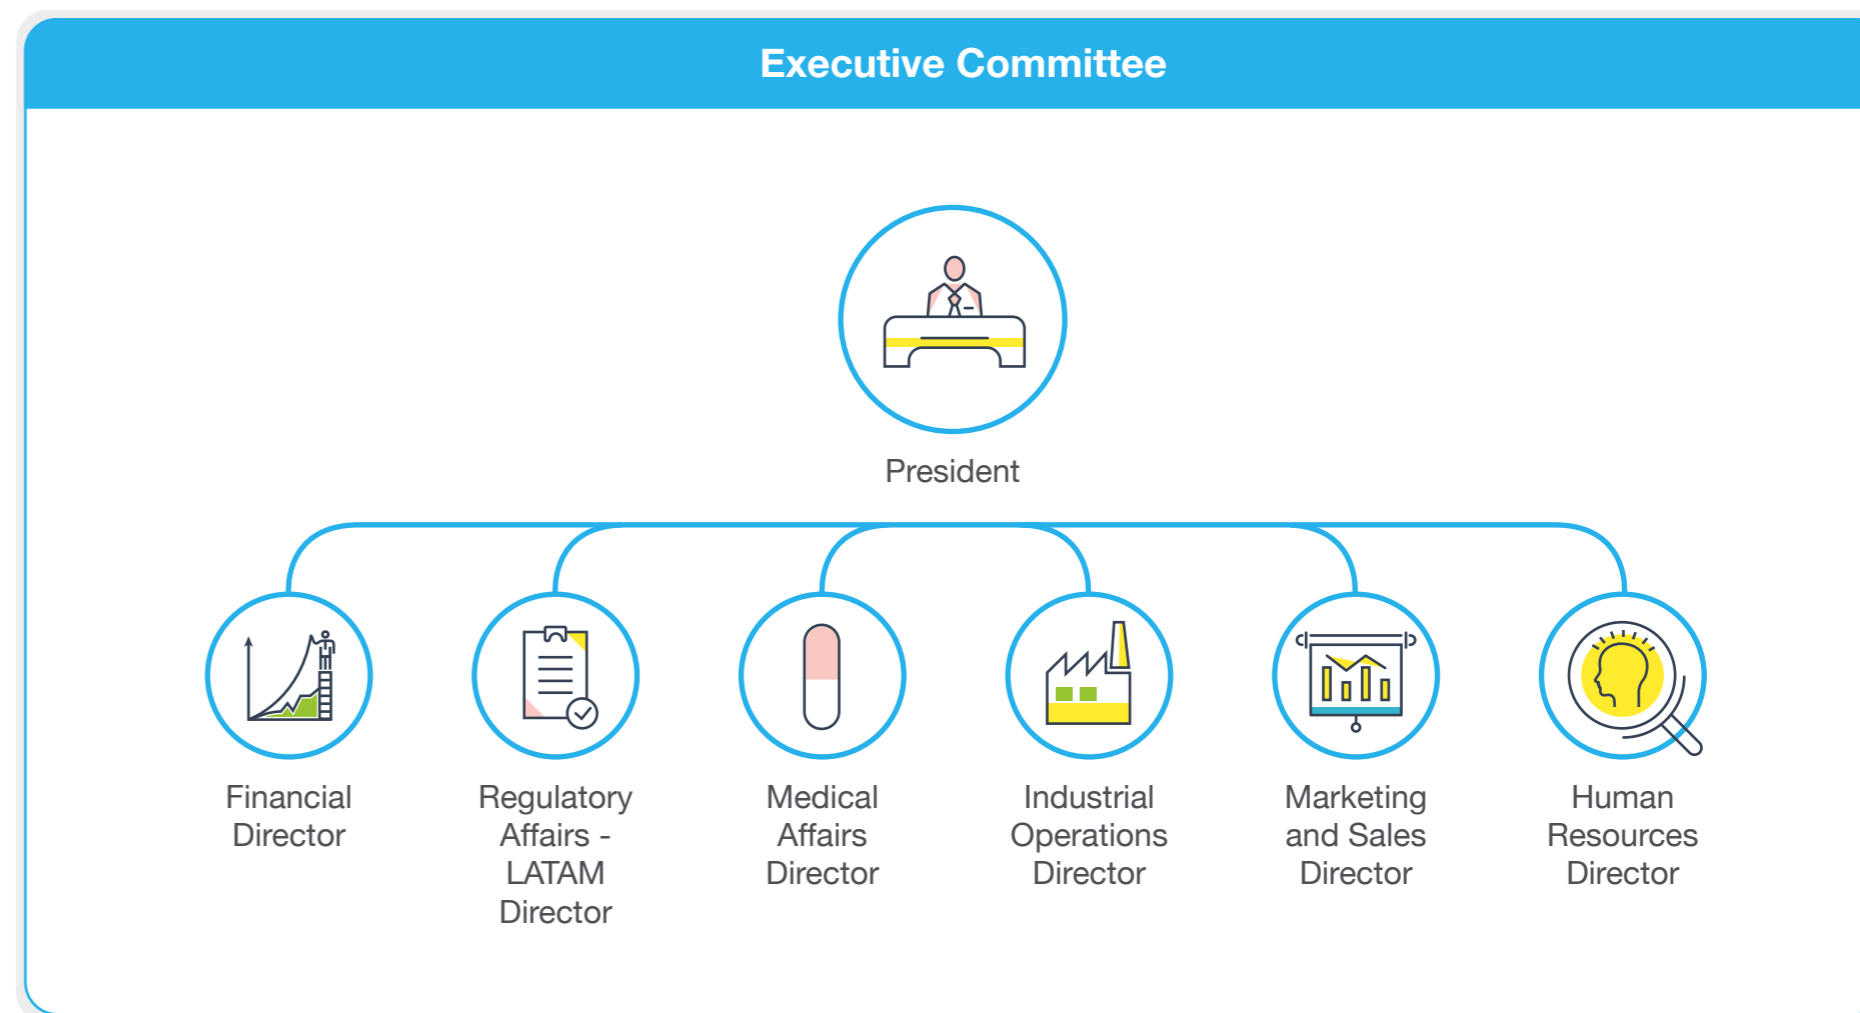 Executive Committee
President
Financial
Director
Regulatory
Affairs -
LATAM
Director
Medical
Affairs
Director
Industrial
Operations
Director
Marketing
and Sales
Director
Human
Resources
Director